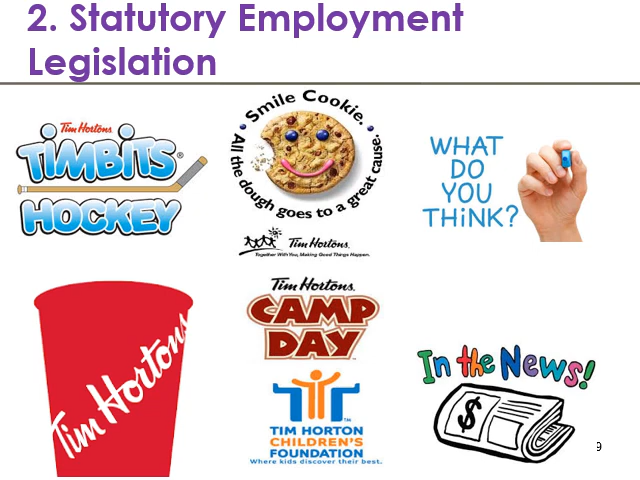 2. Statutory Employment
Legislation
Tim Hortons.
TIMBITS®
HOCKEY
Smile Cookie.
All the dough goes to a great cause.
Tim Hortons.
Together With You, Making Good Things Happen.
WHAT
DO
YOU
THiNK?
Tim Hortons
Tim Hortons.
CAMP
DAY™
TM
TIM HORTON
CHILDREN'S
FOUNDATION
Where kids discover their best.
In the News!
$
9